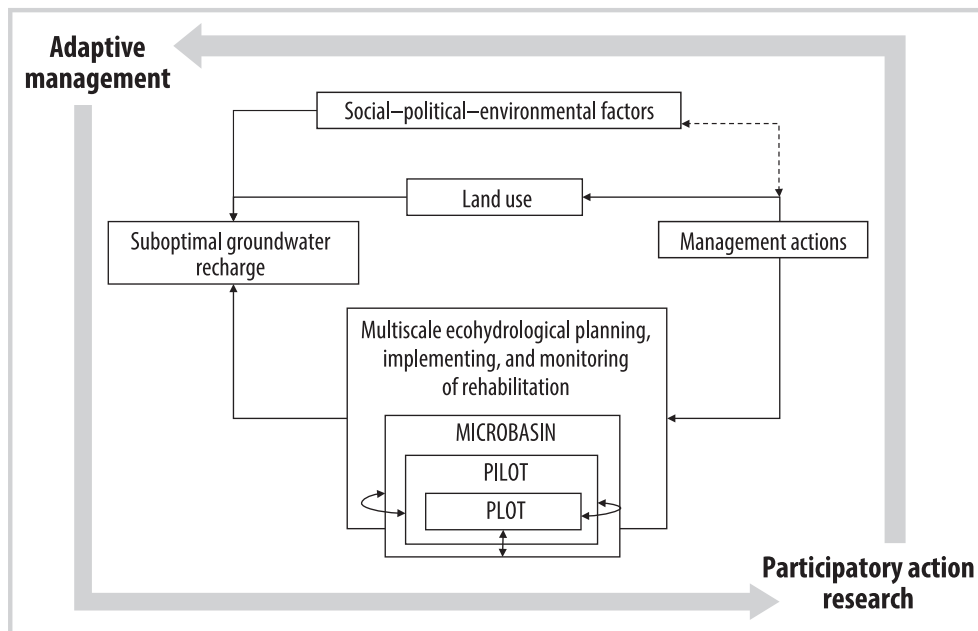 Adaptive
management
Social–political–environmental factors
Land use
Suboptimal groundwater
recharge
Management actions
Multiscale ecohydrological planning,
implementing, and monitoring
of rehabilitation
MICROBASIN
PILOT
PLOT
Participatory action
research